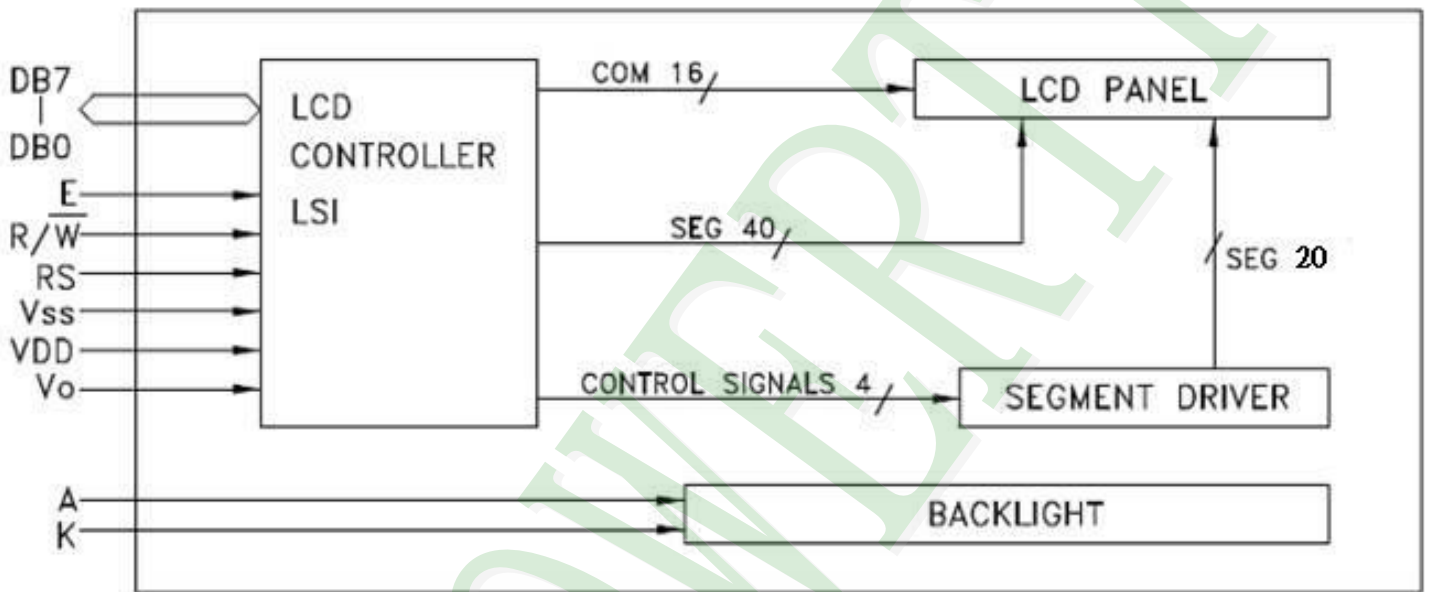 DB7
|
DB0
E
R/W̅
RS
Vss
VDD
Vo
A
K
LCD
CONTROLLER
LSI
COM 16
LCD PANEL
SEG 40
SEG 20
CONTROL SIGNALS 4
SEGMENT DRIVER
BACKLIGHT